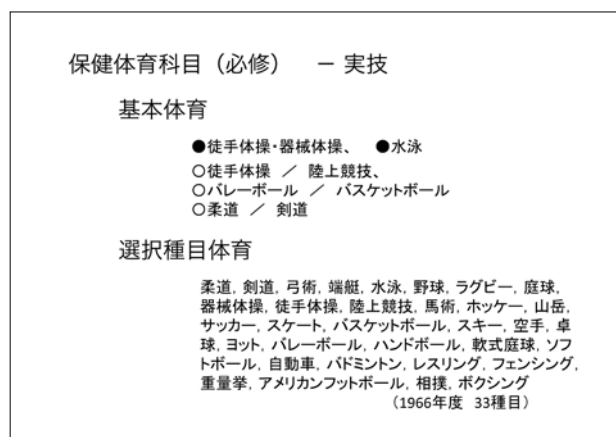 保健体育科目（必修）　－ 実技
基本体育
●徒手体操・器械体操、　●水泳
○徒手体操　／　陸上競技、
○バレーボール　／　バスケットボール
○柔道　／　剣道
選択種目体育
柔道, 剣道, 弓術, 端艇, 水泳, 野球, ラグビー, 庭球,
器械体操, 徒手体操, 陸上競技, 馬術, ホッケー, 山岳,
サッカー, スケート, バスケットボール, スキー, 空手, 卓
球, ヨット, バレーボール, ハンドボール, 軟式庭球, ソフ
トボール, 自動車, バドミントン, レスリング, フェンシング,
重量挙, アメリカンフットボール, 相撲, ボクシング
（1966年度　33種目）